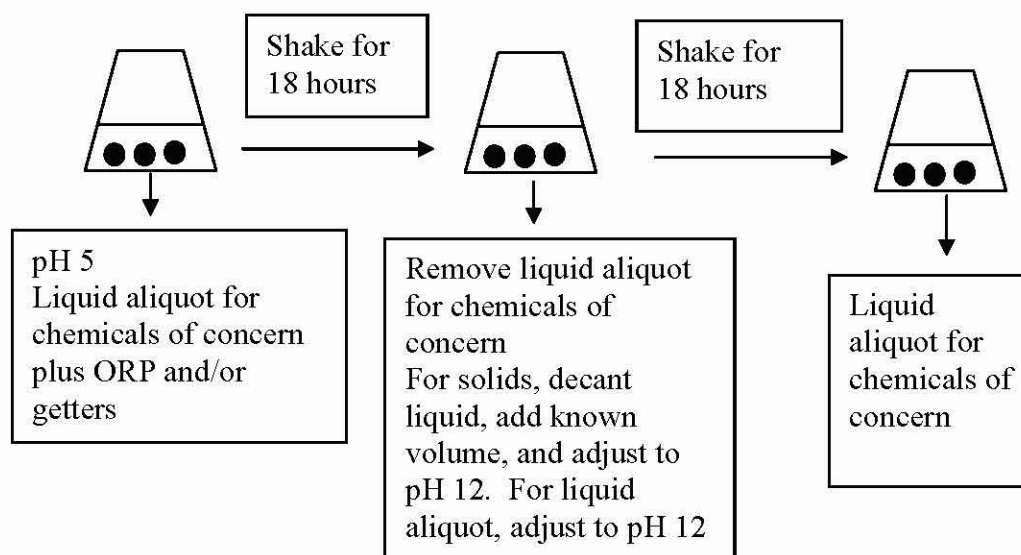 Shake for
18 hours
Shake for
18 hours
pH 5
Liquid aliquot for
chemicals of concern
plus ORP and/or
getters
Remove liquid aliquot
for chemicals of
concern
For solids, decant
liquid, add known
volume, and adjust to
pH 12.  For liquid
aliquot, adjust to pH 12
Liquid
aliquot for
chemicals of
concern